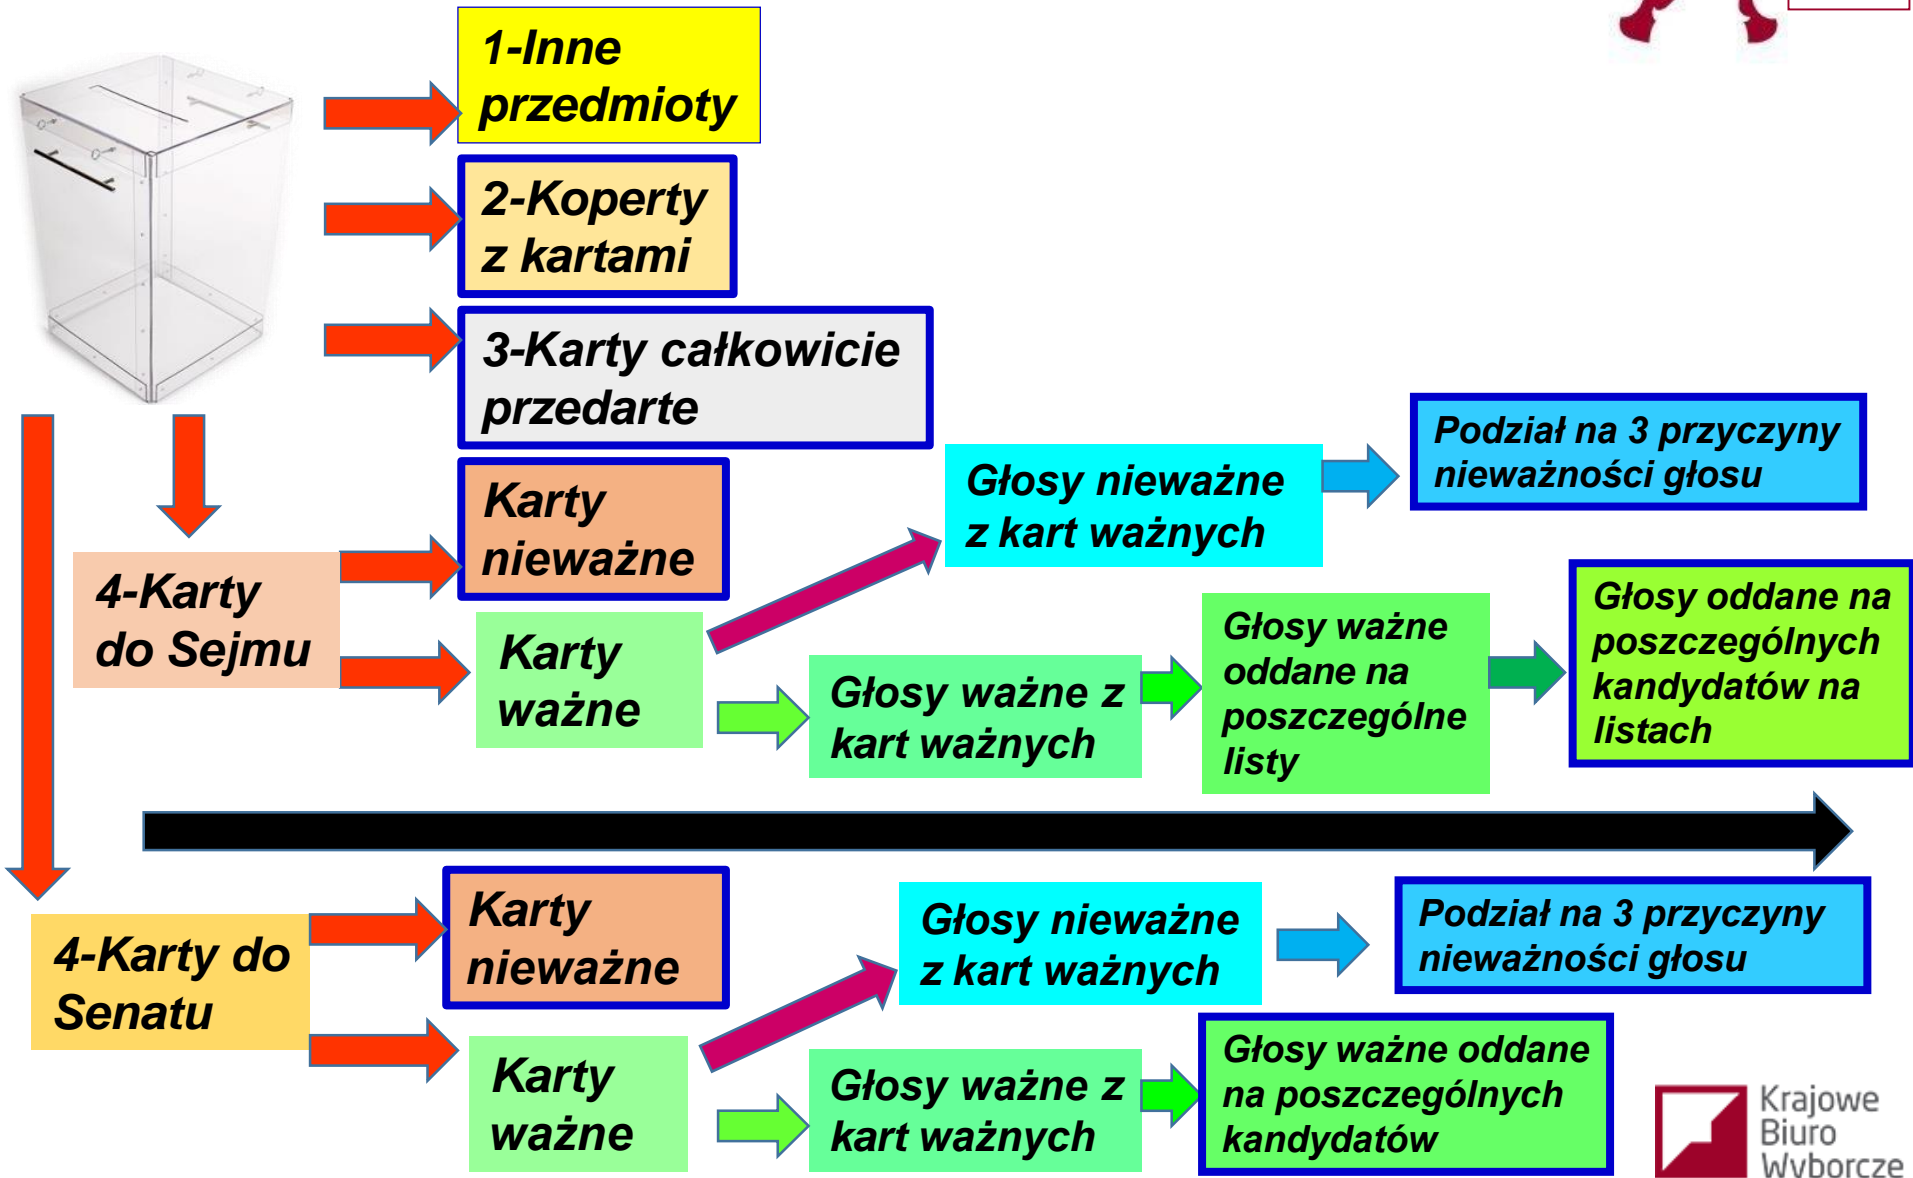 1-Inne
przedmioty
2-Koperty
z kartami
3-Karty całkowicie
przedarte
4-Karty
do Sejmu
Karty
nieważne
Karty
ważne
Głosy nieważne
z kart ważnych
Podział na 3 przyczyny
nieważności głosu
Głosy ważne z
kart ważnych
Głosy ważne
oddane na
poszczególne
listy
Głosy oddane na
poszczególnych
kandydatów na
listach
4-Karty do
Senatu
Karty
nieważne
Karty
ważne
Głosy nieważne
z kart ważnych
Podział na 3 przyczyny
nieważności głosu
Głosy ważne z
kart ważnych
Głosy ważne oddane
na poszczególnych
kandydatów
Krajowe
Biuro
Wyborcze